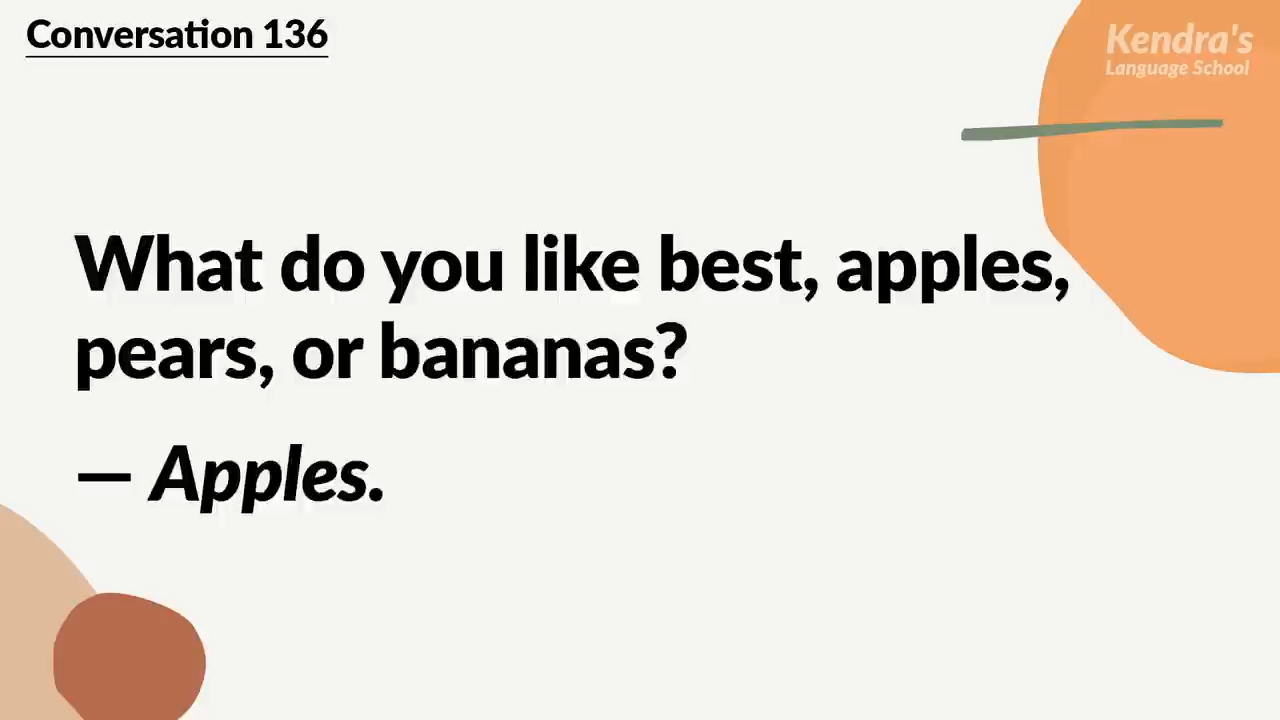 Conversation 136
Kendra's
Language School
What do you like best, apples,
pears, or bananas?
— Apples.